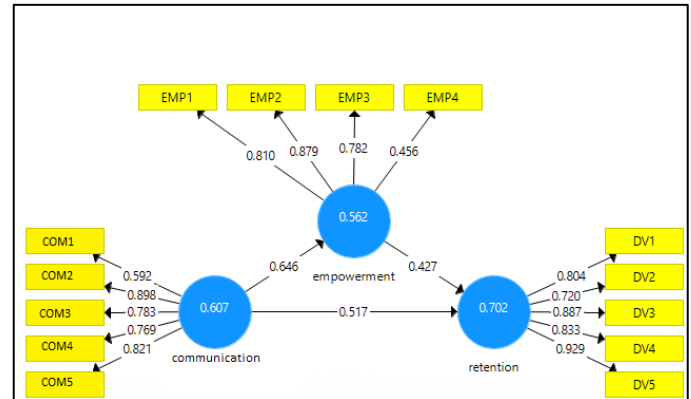 EMP1 EMP2 EMP3 EMP4
0.810 0.879 0.782 0.456
0.562
empowerment
0.646 0.427
COM1
COM2
COM3
COM4
COM5
0.592
0.898
0.783
0.769
0.821
0.607
communication
0.517
0.702
retention
0.804
0.720
0.887
0.833
0.929
DV1
DV2
DV3
DV4
DV5